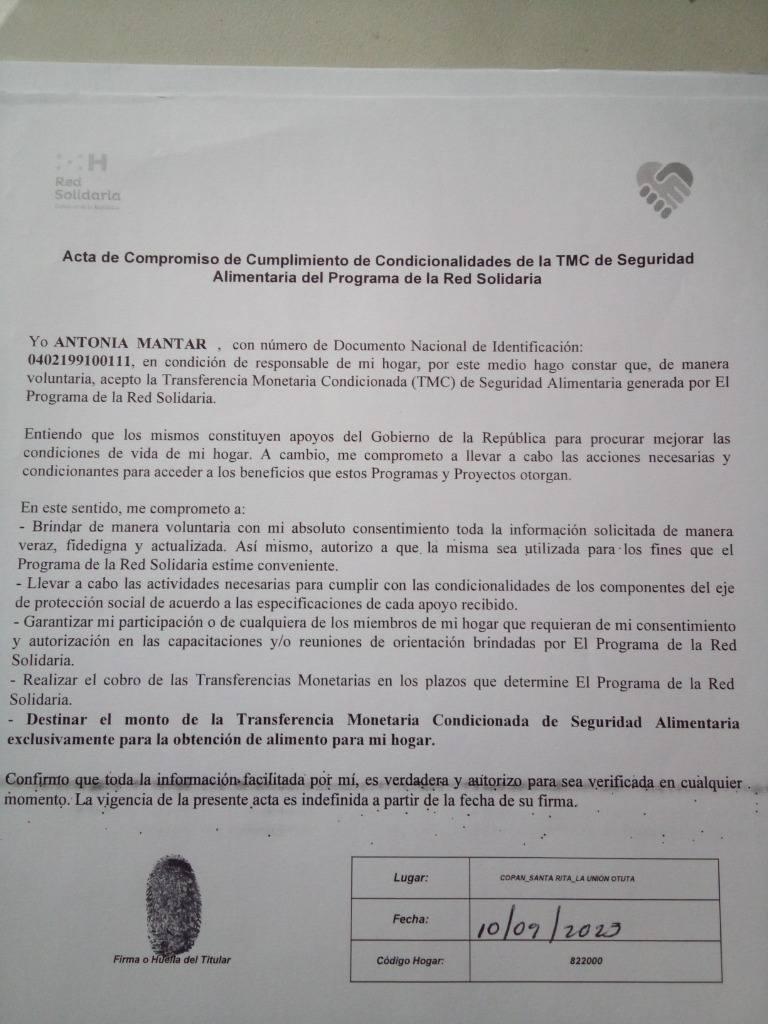 H
Red
Solidaria
Acta de Compromiso de Cumplimiento de Condicionalidades de la TMC de Seguridad
Alimentaria del Programa de la Red Solidaria
Yo ANTONIA MANTAR , con número de Documento Nacional de Identificación:
0402199100111, en condición de responsable de mi hogar, por este medio hago constar que, de manera
voluntaria, acepto la Transferencia Monetaria Condicionada (TMC) de Seguridad Alimentaria generada por El
Programa de la Red Solidaria.
Entiendo que los mismos constituyen apoyos del Gobierno de la República para procurar mejorar las
condiciones de vida de mi hogar. A cambio, me comprometo a llevar a cabo las acciones necesarias y
condicionantes para acceder a los beneficios que estos Programas y Proyectos otorgan.
En este sentido, me comprometo a:
- Brindar de manera voluntaria con mi absoluto consentimiento toda la información solicitada de manera
veraz, fidedigna y actualizada. Así mismo, autorizo a que la misma sea utilizada para los fines que el
Programa de la Red Solidaria estime conveniente.
- Llevar a cabo las actividades necesarias para cumplir con las condicionalidades de los componentes del eje
de protección social de acuerdo a las especificaciones de cada apoyo recibido.
- Garantizar mi participación o de cualquiera de los miembros de mi hogar que requieran de mi consentimiento
y autorización en las capacitaciones y/o reuniones de orientación brindadas por El Programa de la Red
Solidaria.
- Realizar el cobro de las Transferencias Monetarias en los plazos que determine El Programa de la Red
Solidaria.
- Destinar el monto de la Transferencia Monetaria Condicionada de Seguridad Alimentaria
exclusivamente para la obtención de alimento para mi hogar.
Confirmo que toda la información facilitada por mí, es verdadera y autorizo para sea verificada en cualquier
momento. La vigencia de la presente acta es indefinida a partir de la fecha de su firma.
Lugar: COPAN_SANTA RITA_LA UNIÓN OTUTA
Fecha: 10/09/2023
Firma o Huella del Titular
Código Hogar: 822000